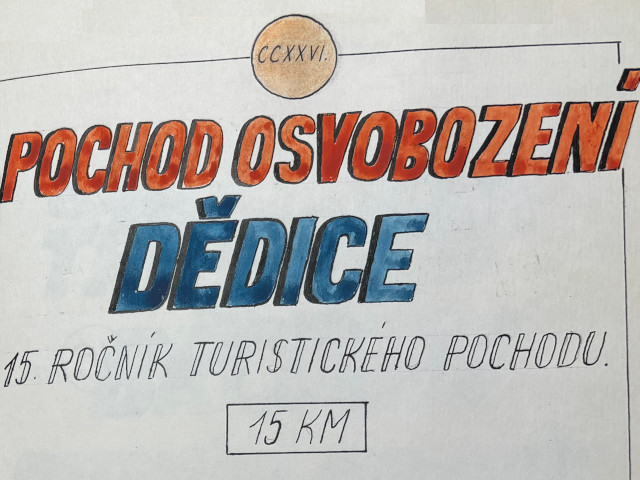 CCXXVI.
POCHOD OSVOBOZENÍ
DĚDICE
15. ROČNÍK TURISTICKÉHO POCHODU.
15 KM